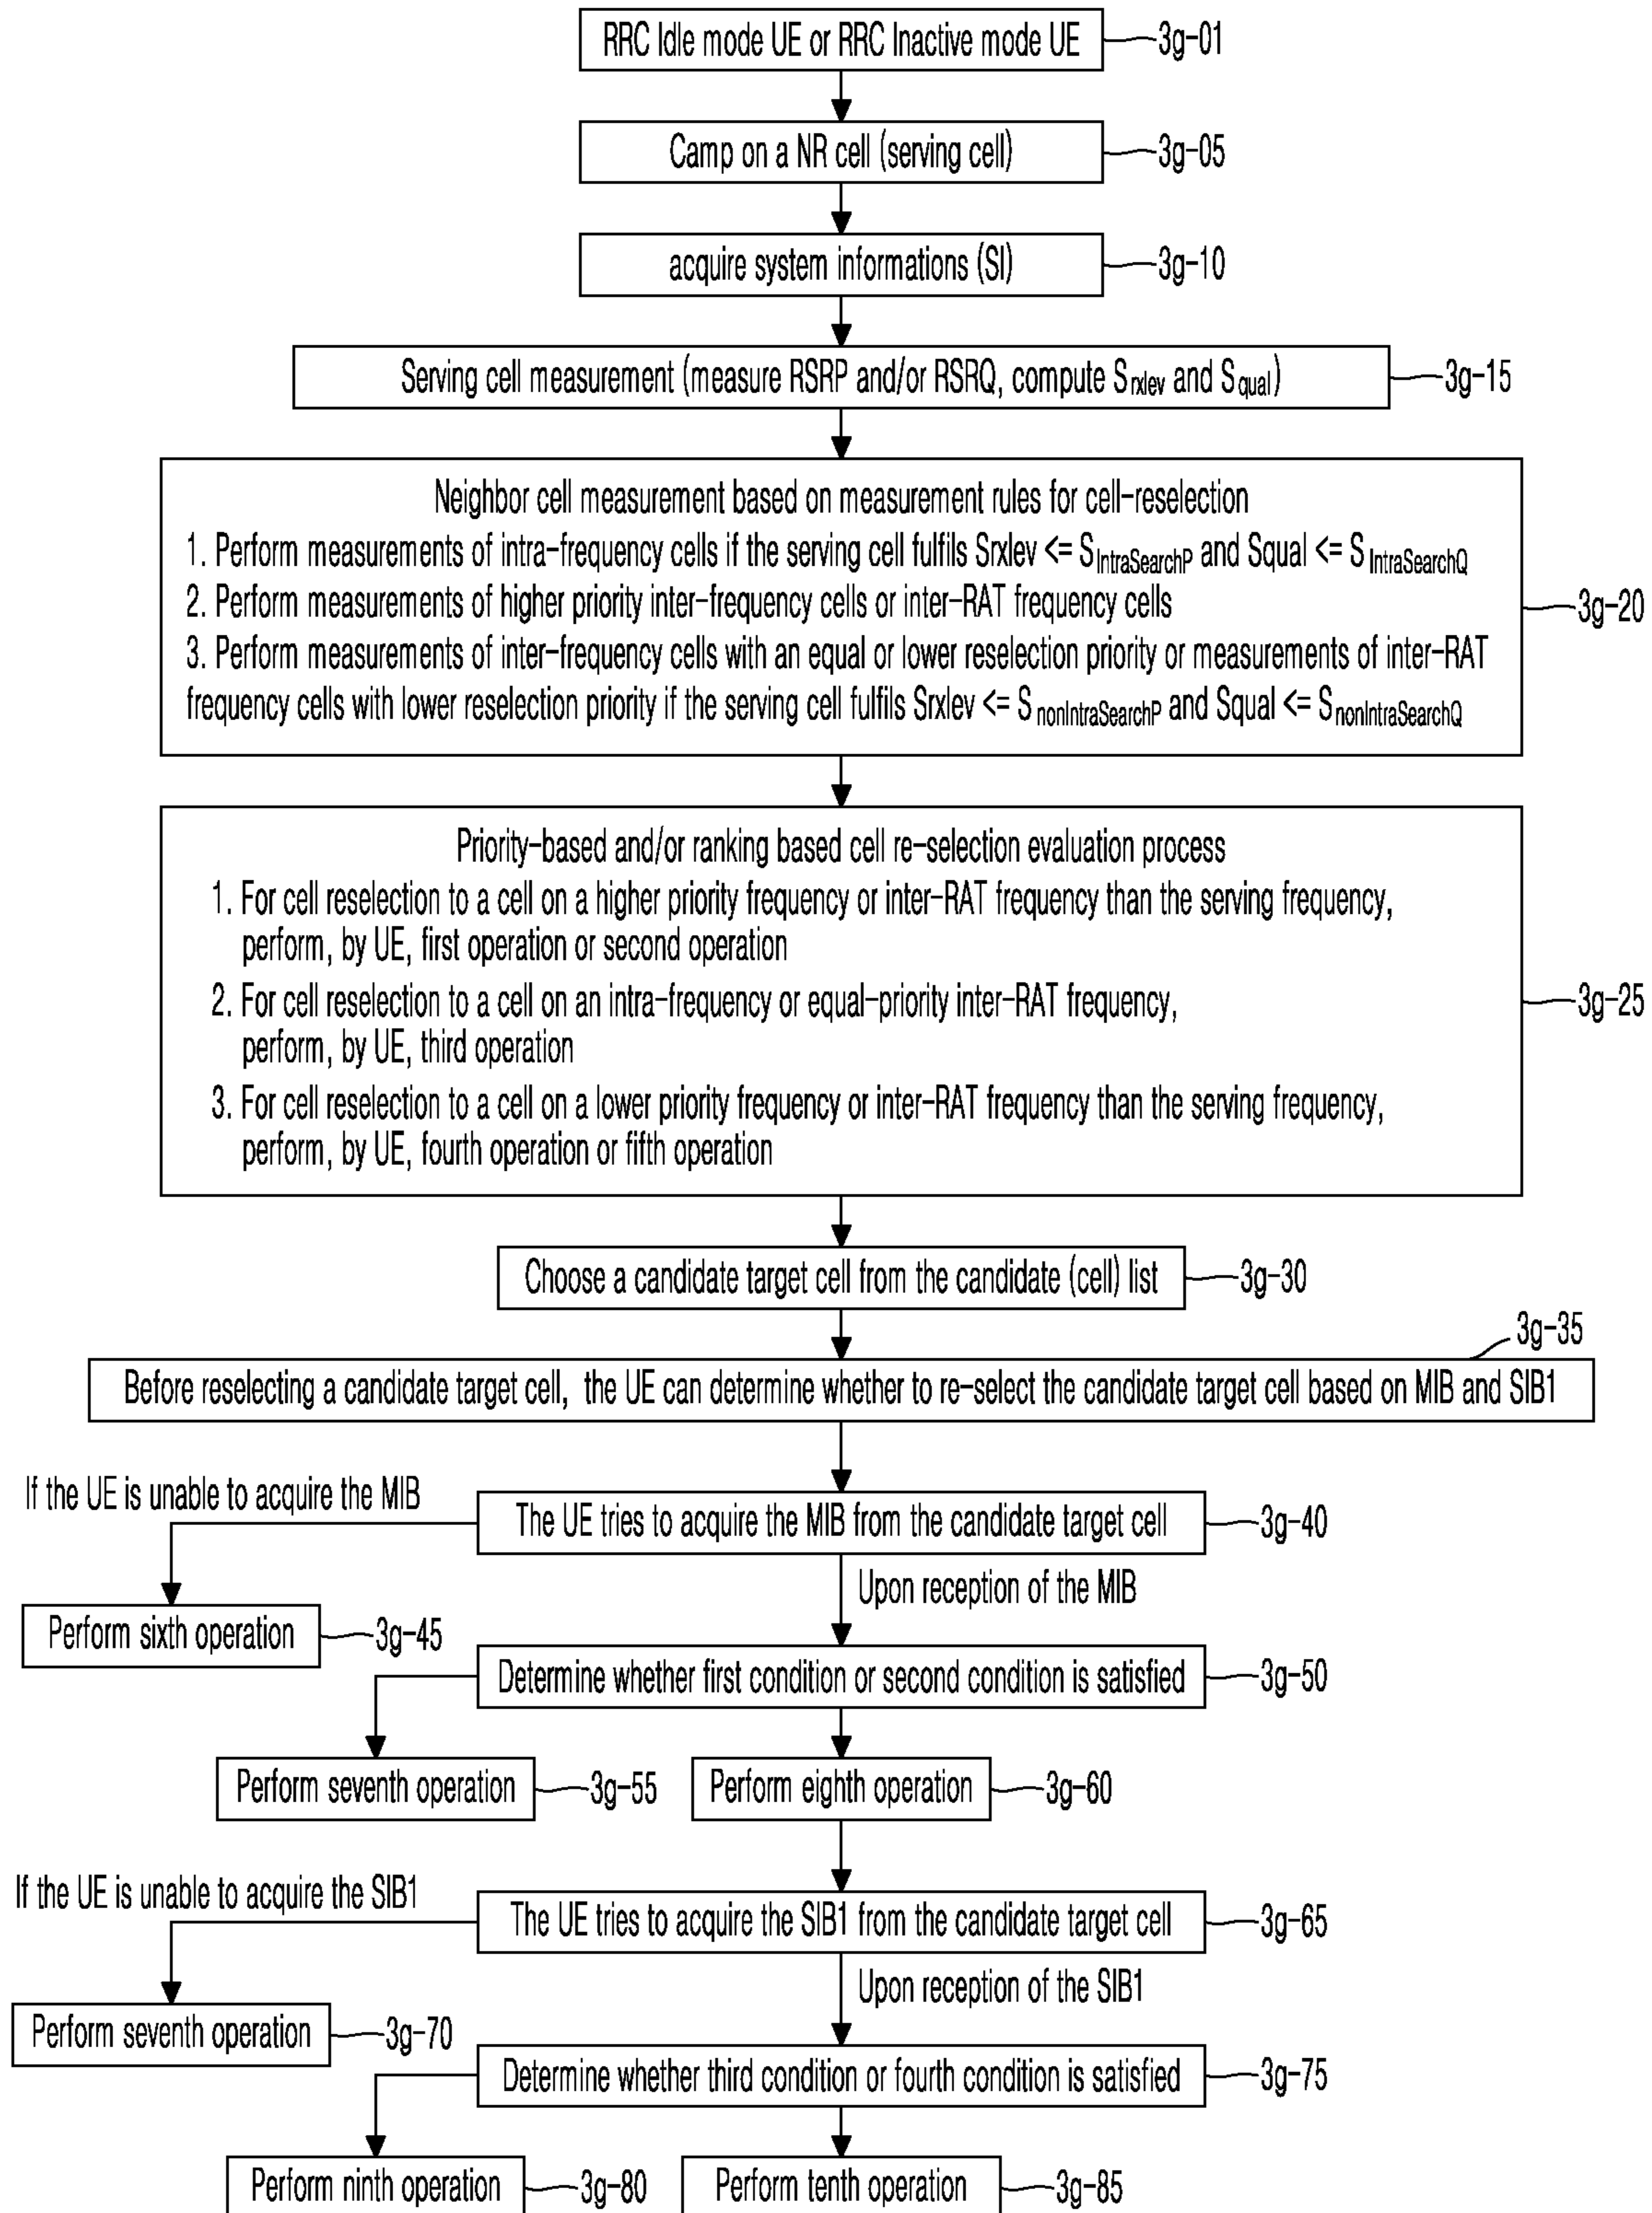 RRC Idle mode UE or RRC Inactive mode UE
3g-01
Camp on a NR cell (serving cell)
3g-05
acquire system informations (SI)
3g-10
Serving cell measurement (measure RSRP and/or RSRQ, compute Srxlev and Squal)
3g-15
Neighbor cell measurement based on measurement rules for cell-reselection
1. Perform measurements of intra-frequency cells if the serving cell fulfils Srxlev <= SIntraSearchP and Squal <= SIntraSearchQ
2. Perform measurements of higher priority inter-frequency cells or inter-RAT frequency cells
3. Perform measurements of inter-frequency cells with an equal or lower reselection priority or measurements of inter-RAT
frequency cells with lower reselection priority if the serving cell fulfils Srxlev <= SnonIntraSearchP and Squal <= SnonIntraSearchQ
3g-20
Priority-based and/or ranking based cell re-selection evaluation process
1. For cell reselection to a cell on a higher priority frequency or inter-RAT frequency than the serving frequency,
perform, by UE, first operation or second operation
2. For cell reselection to a cell on an intra-frequency or equal-priority inter-RAT frequency,
perform, by UE, third operation
3. For cell reselection to a cell on a lower priority frequency or inter-RAT frequency than the serving frequency,
perform, by UE, fourth operation or fifth operation
3g-25
Choose a candidate target cell from the candidate (cell) list
3g-30
3g-35
Before reselecting a candidate target cell, the UE can determine whether to re-select the candidate target cell based on MIB and SIB1
If the UE is unable to acquire the MIB
The UE tries to acquire the MIB from the candidate target cell
3g-40
Upon reception of the MIB
Perform sixth operation
3g-45
Determine whether first condition or second condition is satisfied
3g-50
Perform seventh operation
3g-55
Perform eighth operation
3g-60
If the UE is unable to acquire the SIB1
The UE tries to acquire the SIB1 from the candidate target cell
3g-65
Upon reception of the SIB1
Perform seventh operation
3g-70
Determine whether third condition or fourth condition is satisfied
3g-75
Perform ninth operation
3g-80
Perform tenth operation
3g-85